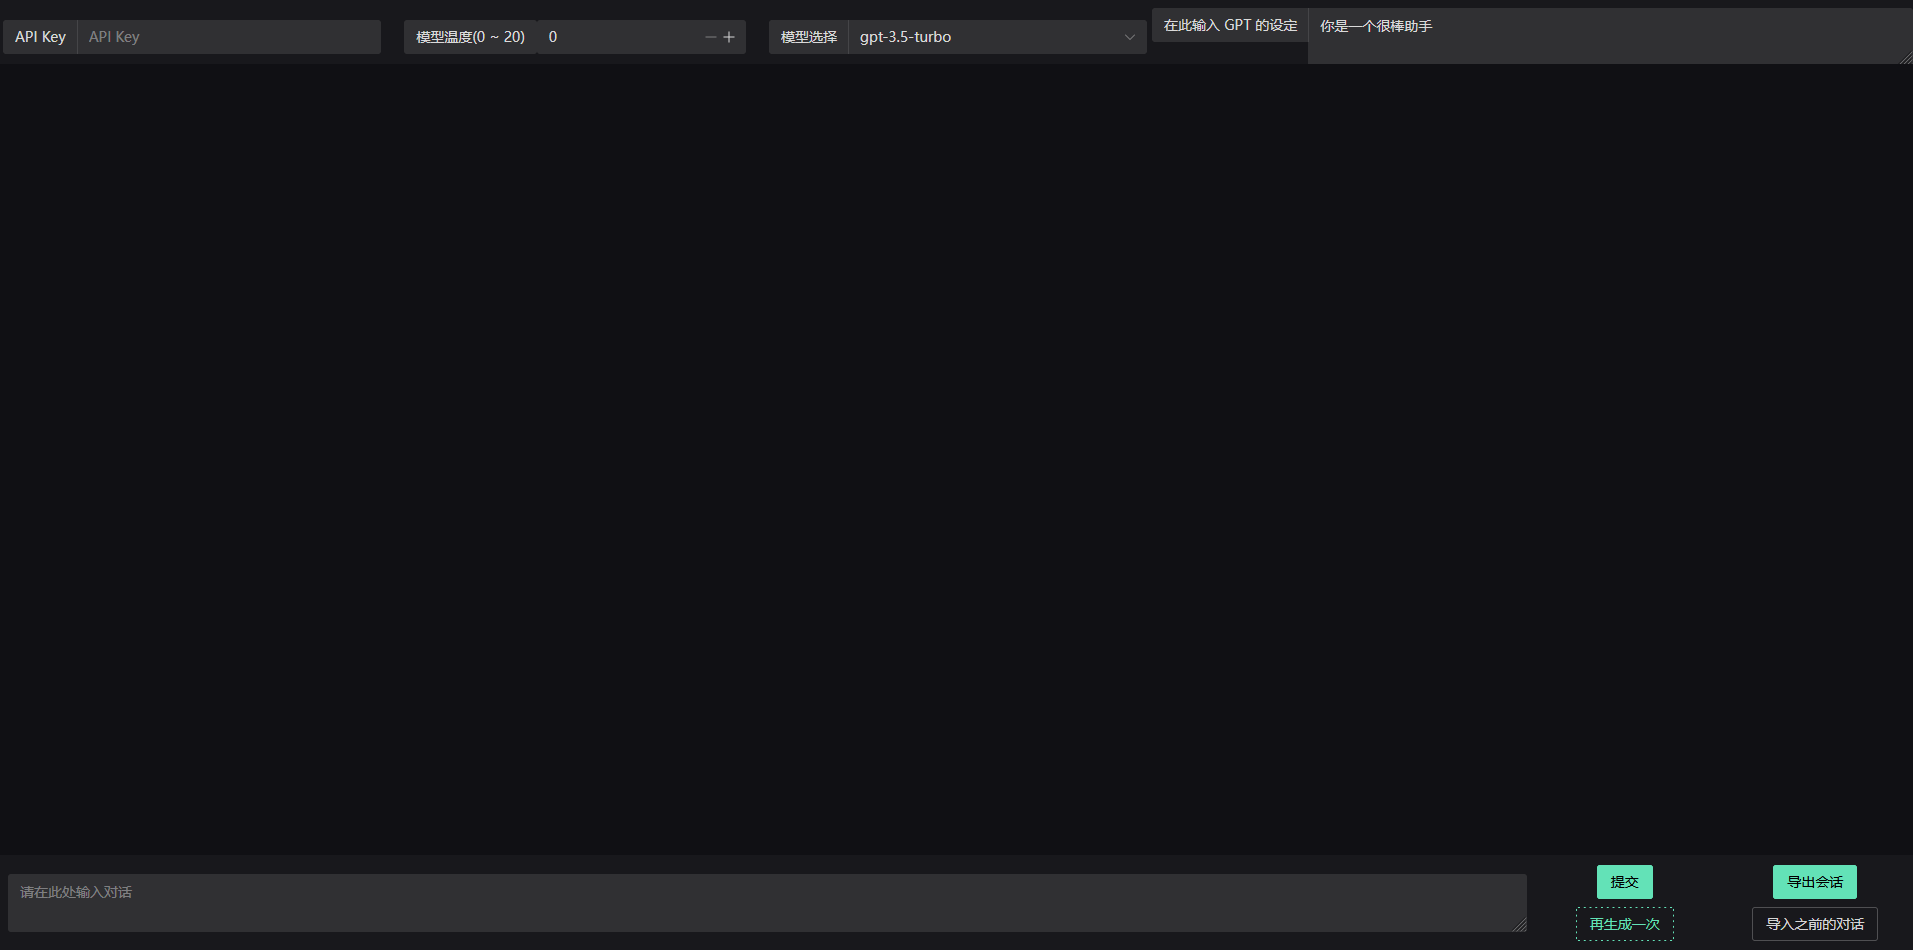 API Key API Key 模型温度(0 ~ 20) 0 模型选择 gpt-3.5-turbo 在此输入 GPT 的设定 你是一个很棒助手
请在此处输入对话
提交 导出会话
再生成一次 导入之前的对话